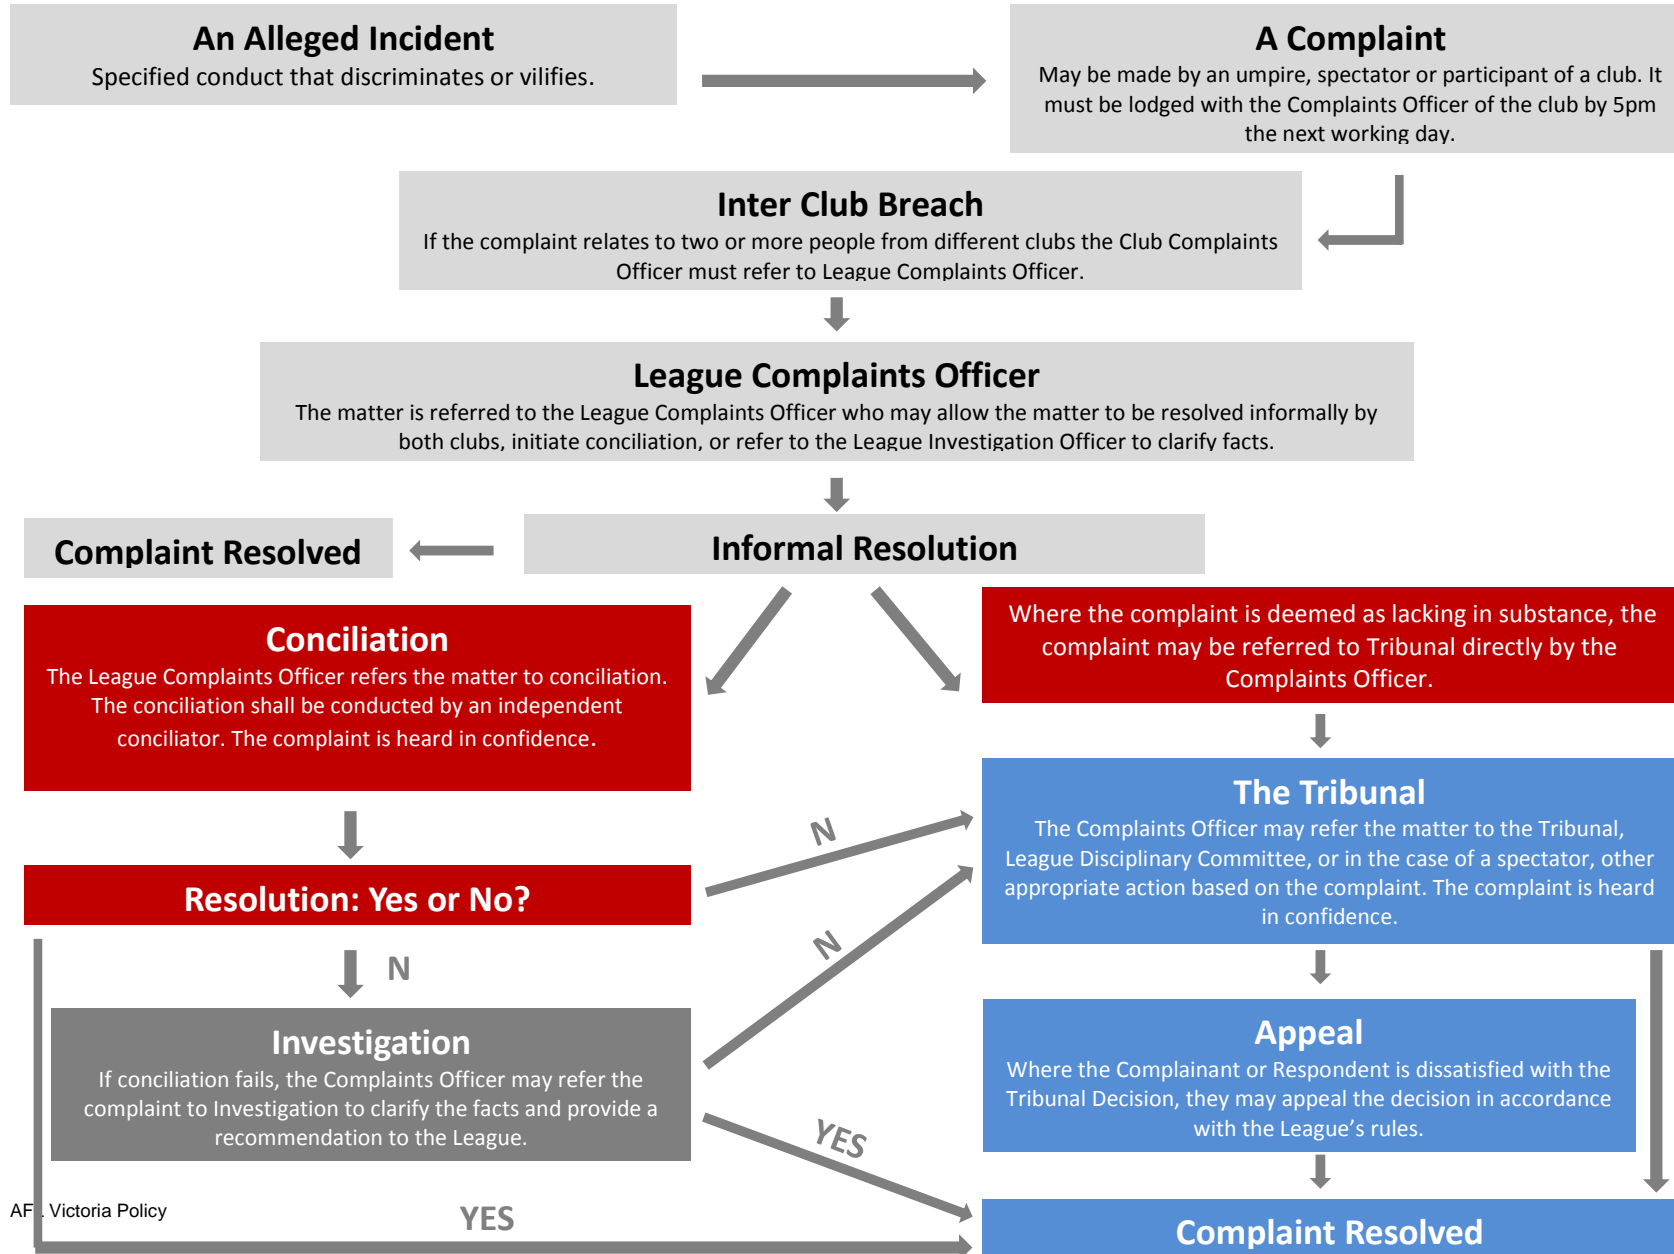 An Alleged Incident
Specified conduct that discriminates or vilifies.
A Complaint
May be made by an umpire, spectator or participant of a club. It
must be lodged with the Complaints Officer of the club by 5pm
the next working day.
Inter Club Breach
If the complaint relates to two or more people from different clubs the Club Complaints
Officer must refer to League Complaints Officer.
League Complaints Officer
The matter is referred to the League Complaints Officer who may allow the matter to be resolved informally by
both clubs, initiate conciliation, or refer to the League Investigation Officer to clarify facts.
Complaint Resolved
Informal Resolution
Conciliation
The League Complaints Officer refers the matter to conciliation.
The conciliation shall be conducted by an independent
conciliator. The complaint is heard in confidence.
Where the complaint is deemed as lacking in substance, the
complaint may be referred to Tribunal directly by the
Complaints Officer.
Resolution: Yes or No?
N
N
N
The Tribunal
The Complaints Officer may refer the matter to the Tribunal,
League Disciplinary Committee, or in the case of a spectator, other
appropriate action based on the complaint. The complaint is heard
in confidence.
Investigation
If conciliation fails, the Complaints Officer may refer the
complaint to Investigation to clarify the facts and provide a
recommendation to the League.
YES
Appeal
Where the Complainant or Respondent is dissatisfied with the
Tribunal Decision, they may appeal the decision in accordance
with the League's rules.
AFL Victoria Policy
YES
Complaint Resolved